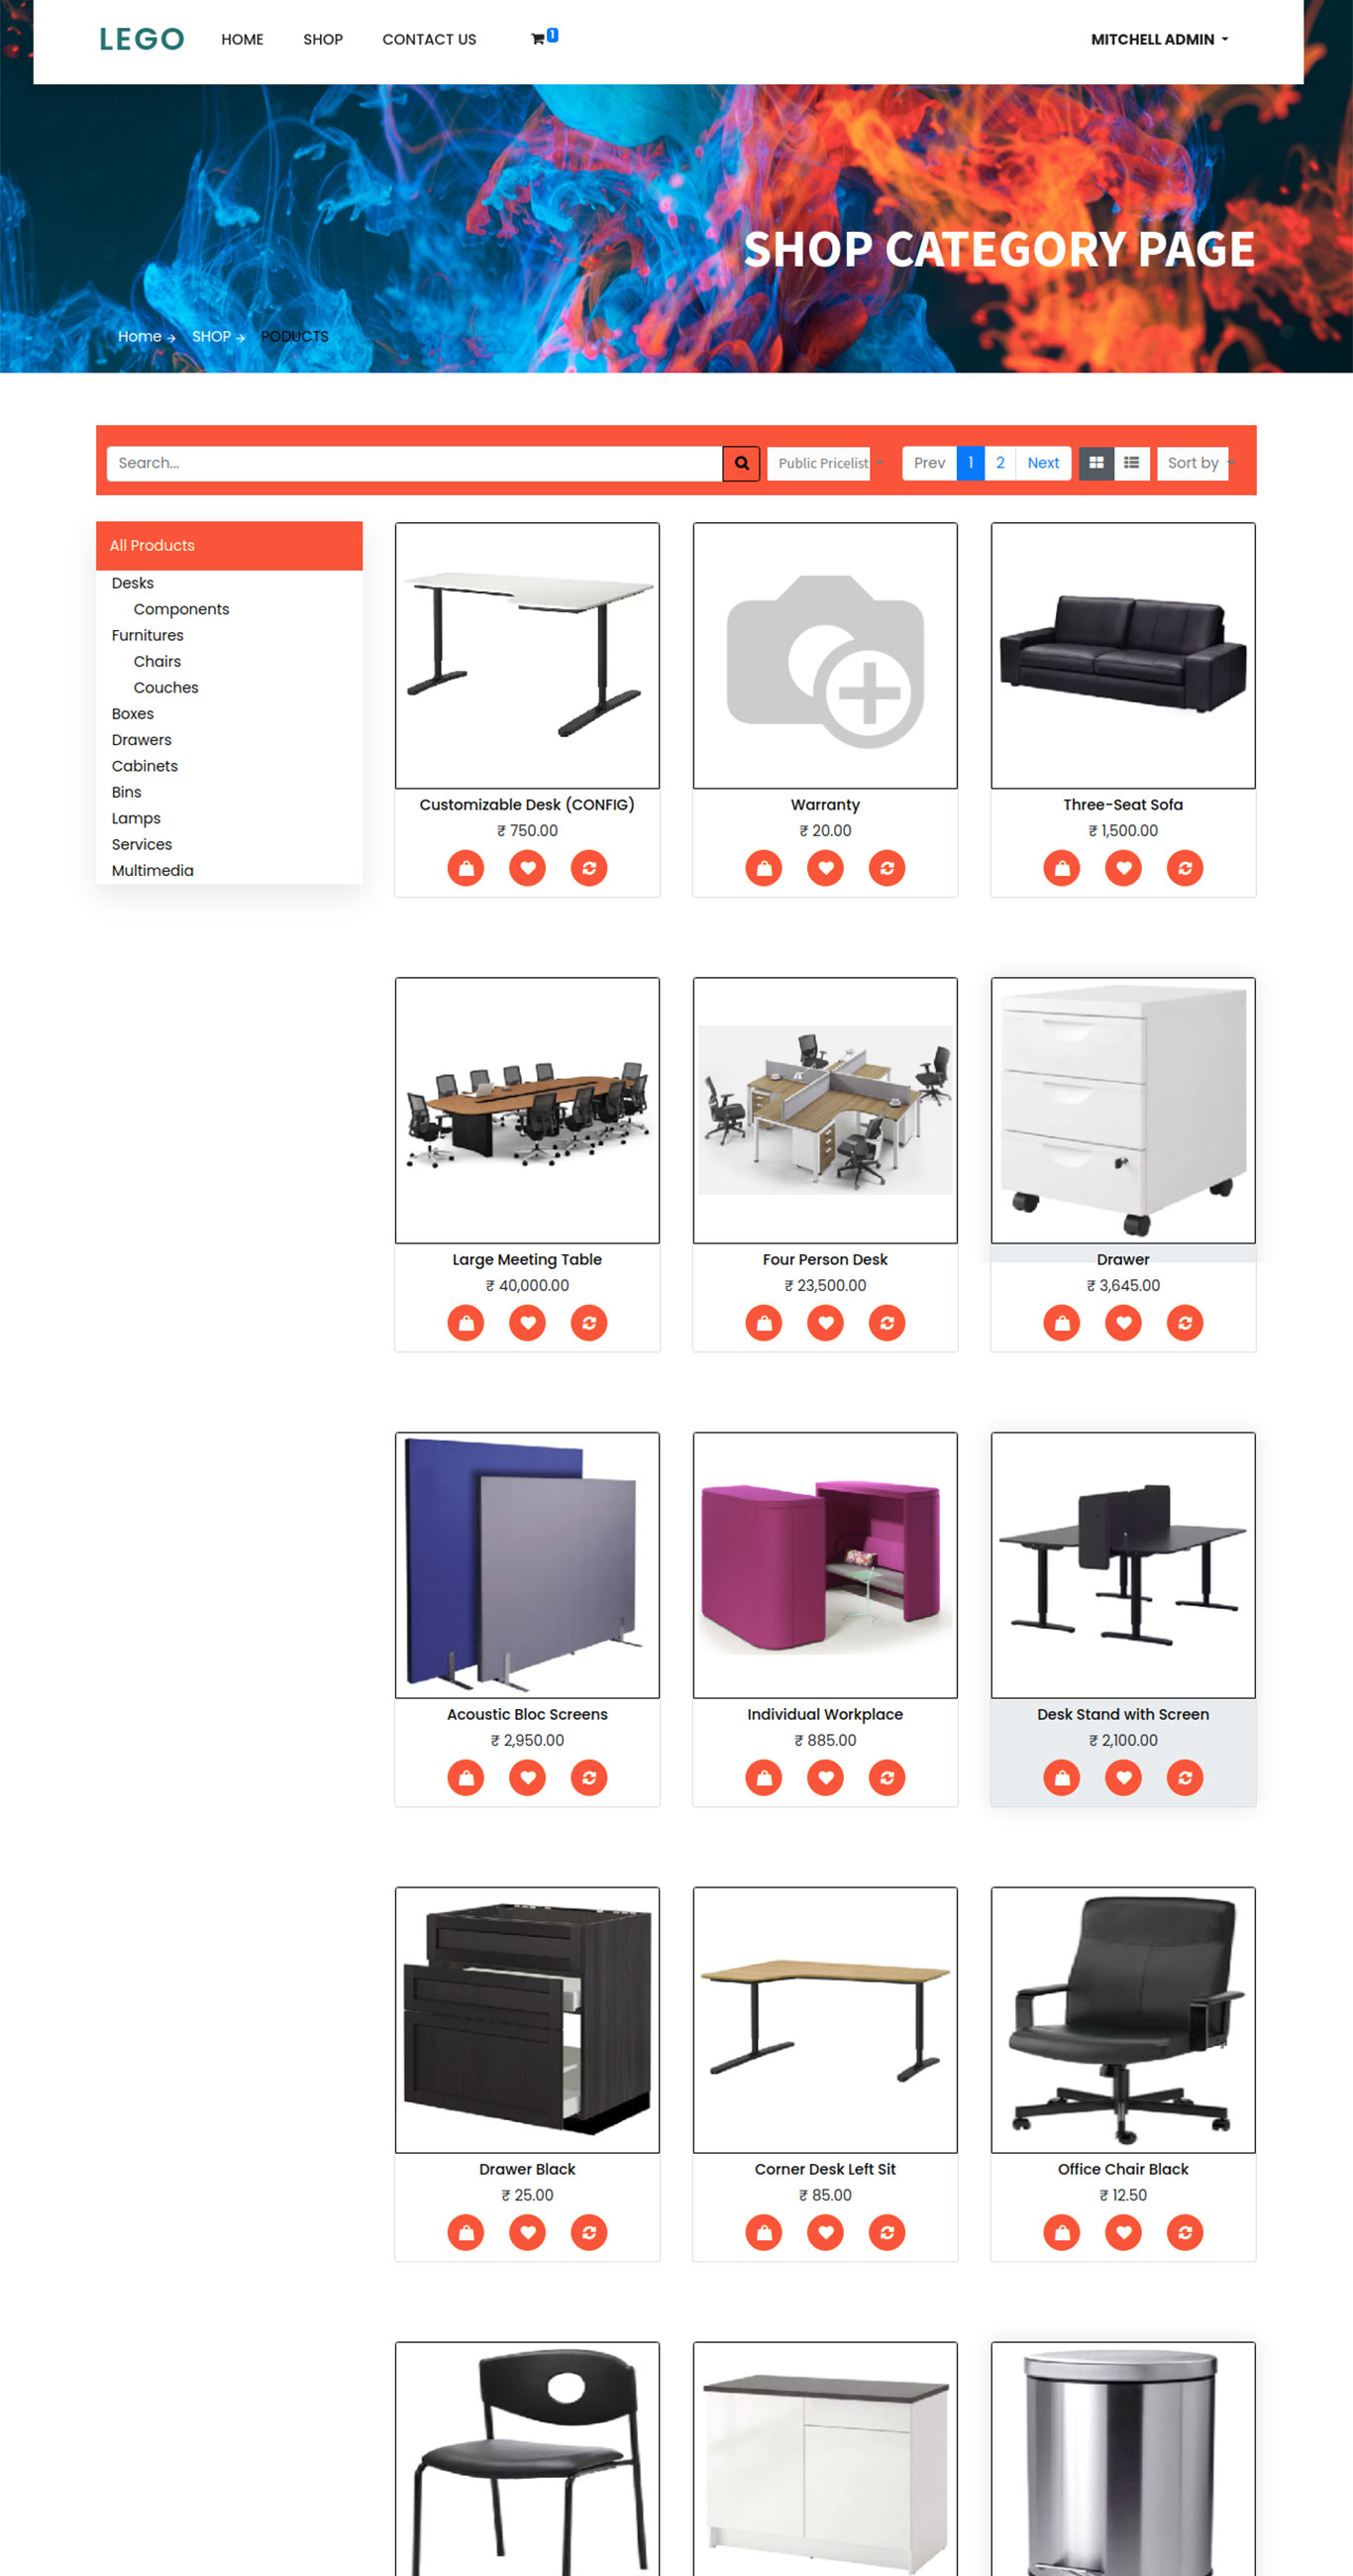 LEGO HOME SHOP CONTACT US 1 MITCHELL ADMIN
SHOP CATEGORY PAGE
Home SHOP PODUCTS
Search... Public Pricelist Prev 1 2 Next Sort by
All Products
Desks
Components
Furnitures
Chairs
Couches
Boxes
Drawers
Cabinets
Bins
Lamps
Services
Multimedia
Customizable Desk (CONFIG) Warranty Three-Seat Sofa
₹ 750.00 ₹ 20.00 ₹ 1,500.00
Large Meeting Table Four Person Desk Drawer
₹ 40,000.00 ₹ 23,500.00 ₹ 3,645.00
Acoustic Bloc Screens Individual Workplace Desk Stand with Screen
₹ 2,950.00 ₹ 885.00 ₹ 2,100.00
Drawer Black Corner Desk Left Sit Office Chair Black
₹ 25.00 ₹ 85.00 ₹ 12.50